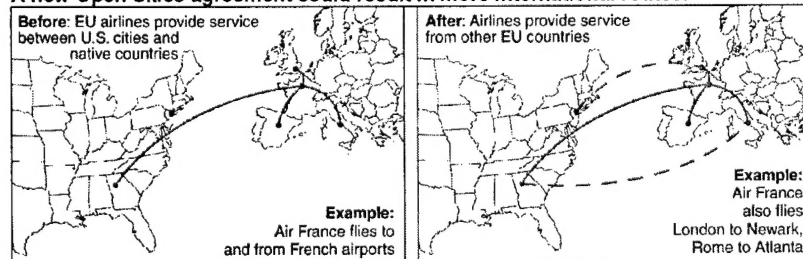 Before: EU airlines provide service
between U.S. cities and
native countries
Example:
Air France flies to
and from French airports
After: Airlines provide service
from other EU countries
Example:
Air France
also flies
London to Newark,
Rome to Atlanta